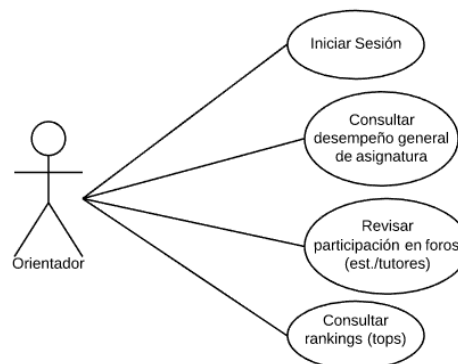 Iniciar Sesión
Consultar
desempeño general
de asignatura
Revisar
participación en foros
(est./tutores)
Orientador
Consultar
rankings (tops)